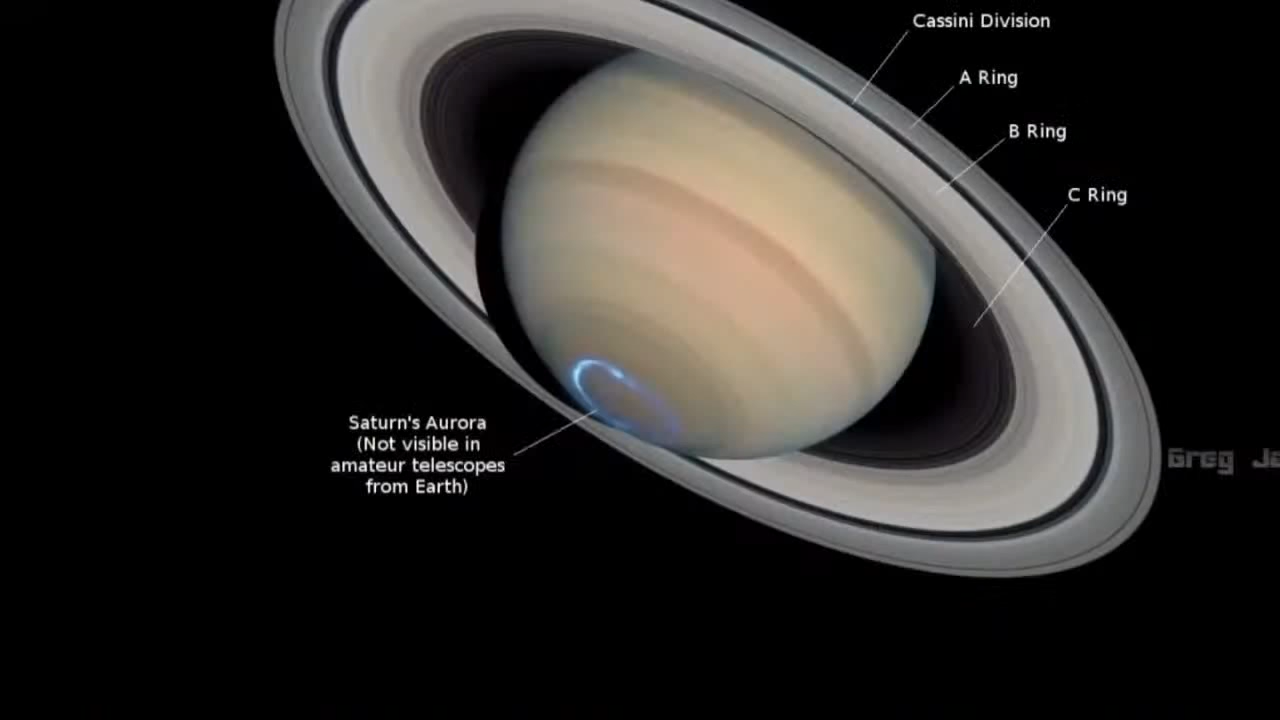 Cassini Division
A Ring
B Ring
C Ring
Saturn's Aurora
(Not visible in
amateur telescopes
from Earth)
Greg